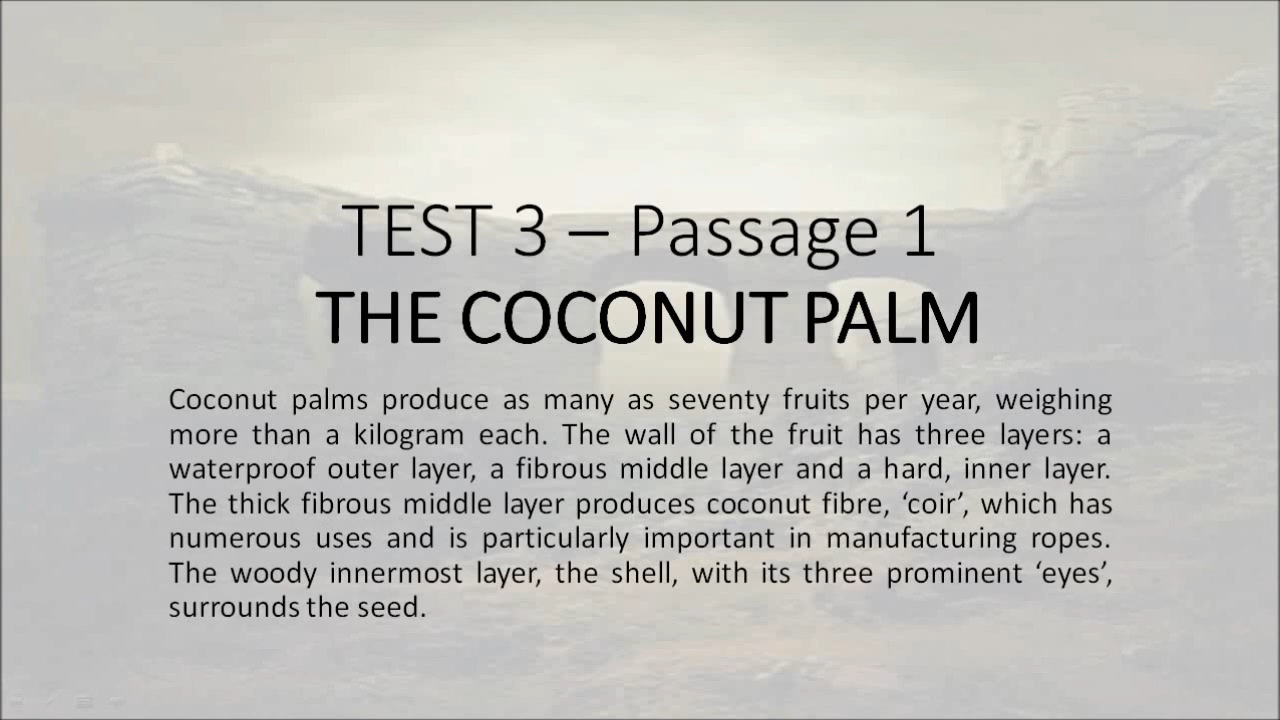 TEST 3 – Passage 1
THE COCONUT PALM
Coconut palms produce as many as seventy fruits per year, weighing
more than a kilogram each. The wall of the fruit has three layers: a
waterproof outer layer, a fibrous middle layer and a hard, inner layer.
The thick fibrous middle layer produces coconut fibre, ‘coir’, which has
numerous uses and is particularly important in manufacturing ropes.
The woody innermost layer, the shell, with its three prominent ‘eyes’,
surrounds the seed.